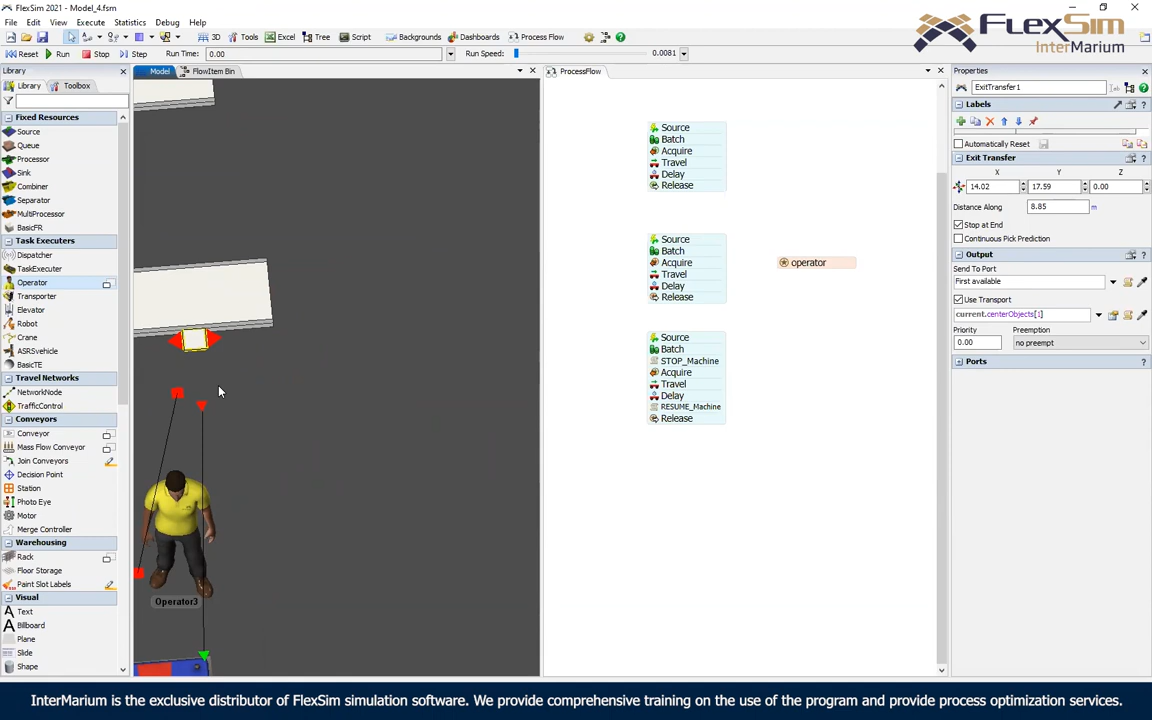 FlexSim 2021 - Model_4.fsm
File Edit View Execute Statistics Debug Help
3D Tools Excel Tree Script Backgrounds Dashboards Process Flow
Reset Run Stop Step Run Time: 0.00 Run Speed: 0.0081
FLEXSIM
InterMarium
Library
Library Toolbox
Fixed Resources
Source
Queue
Processor
Sink
Combiner
Separator
MultiProcessor
BasicFR
Task Executers
Dispatcher
TaskExecuter
Operator
Transporter
Elevator
Robot
Crane
ASRSvehicle
BasicTE
Travel Networks
NetworkNode
TrafficControl
Conveyors
Conveyor
Mass Flow Conveyor
Join Conveyors
Decision Point
Station
Photo Eye
Motor
Merge Controller
Warehousing
Rack
Floor Storage
Paint Slot Labels
Visual
Text
Billboard
Plane
Slide
Shape
Model FlowItem Bin
Operator3
ProcessFlow
Source
Batch
Acquire
Travel
Delay
Release
Source
Batch
Acquire
Travel
Delay
Release
operator
Source
Batch
STOP_Machine
Acquire
Travel
Delay
RESUME_Machine
Release
Properties
ExitTransfer1
Labels
Automatically Reset
Exit Transfer
X Y Z
14.02 17.59 0.00
Distance Along 8.85 m
Stop at End
Continuous Pick Prediction
Output
Send To Port
First available
Use Transport
current.centerObjects[1]
Priority Preemption
0.00 no preempt
Ports
InterMarium is the exclusive distributor of FlexSim simulation software. We provide comprehensive training on the use of the program and provide process optimization services.